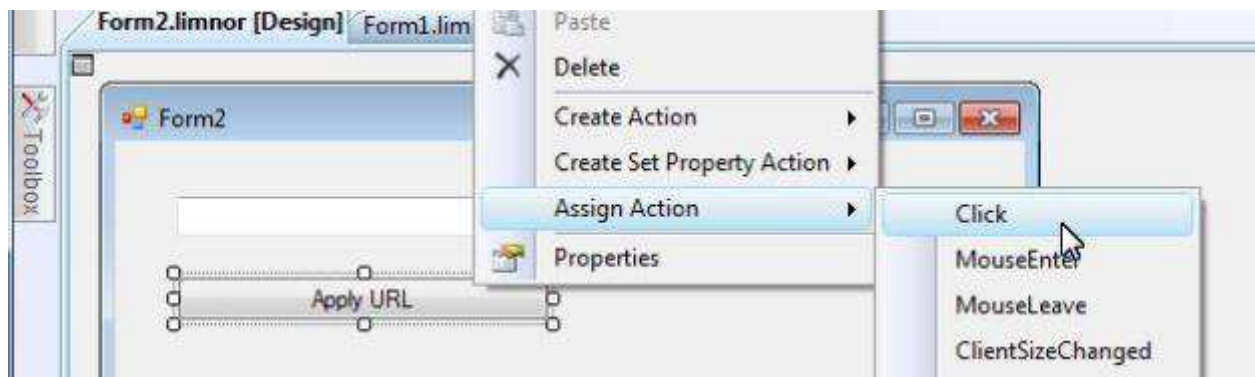 Form2.limnor [Design]
Form1.lim
Paste
Delete
Toolbox
Form2
Create Action
Create Set Property Action
Assign Action
Click
Properties
MouseEnter
Apply URL
MouseLeave
ClientSizeChanged